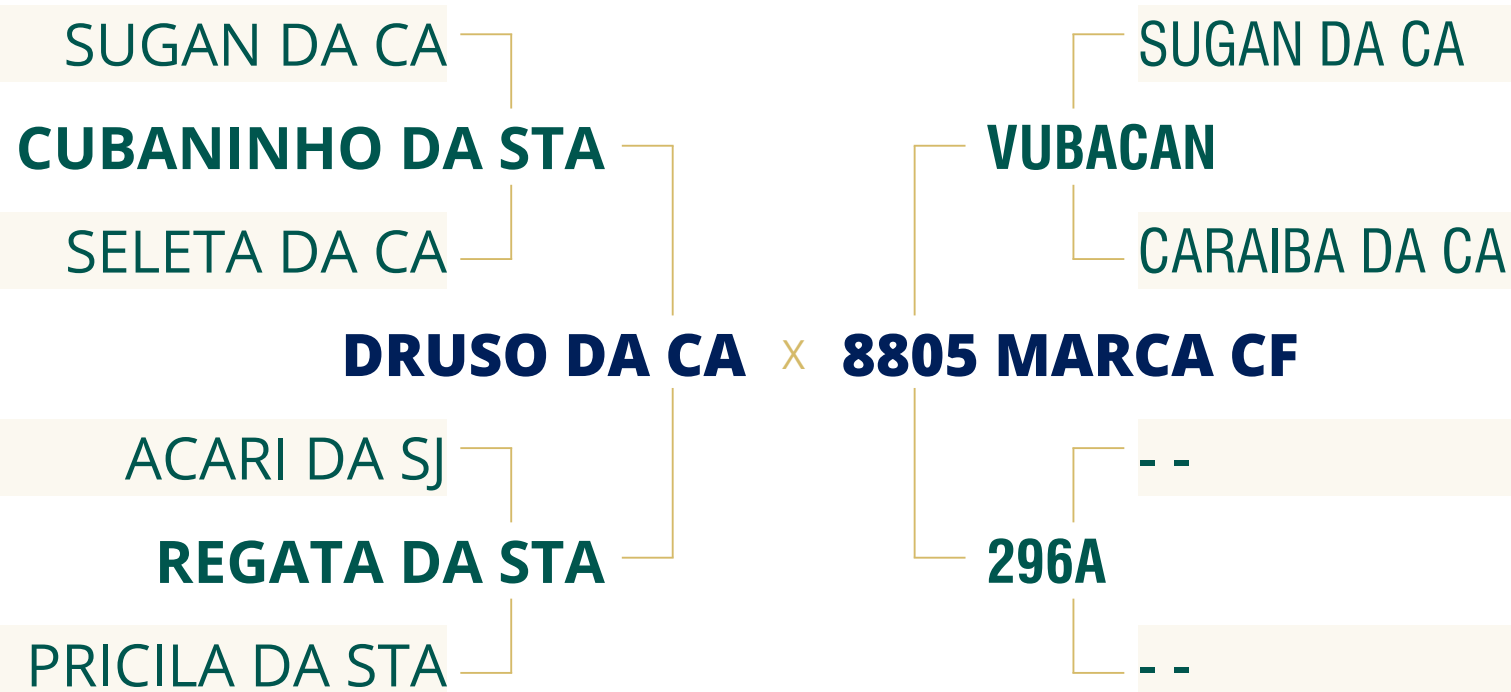 SUGAN DA CA
SUGAN DA CA
CUBANINHO DA STA
VUBACAN
SELETA DA CA
CARAIBA DA CA
DRUSO DA CA X 8805 MARCA CF
ACARI DA SJ
- -
REGATA DA STA
296A
PRICILA DA STA
- -